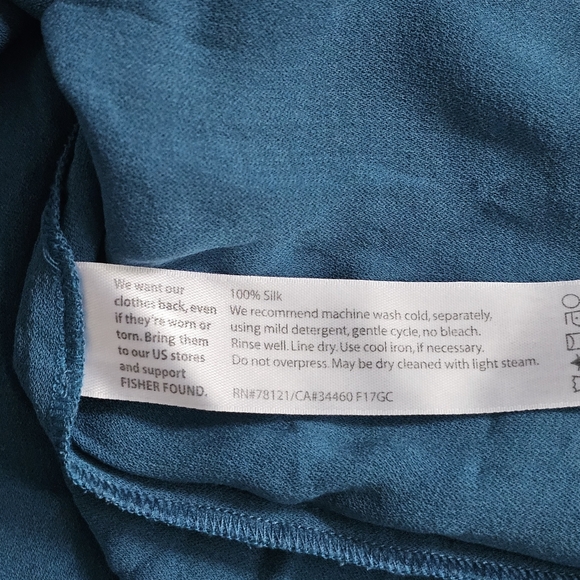 We want our
clothes back, even
if they're worn or
torn. Bring them
to our US stores
and support
FISHER FOUND.
100% Silk
We recommend machine wash cold, separately,
using mild detergent, gentle cycle, no bleach.
Rinse well. Line dry. Use cool iron, if necessary.
Do not overpress. May be dry cleaned with light steam.
RN#78121/CA#34460 F17GC